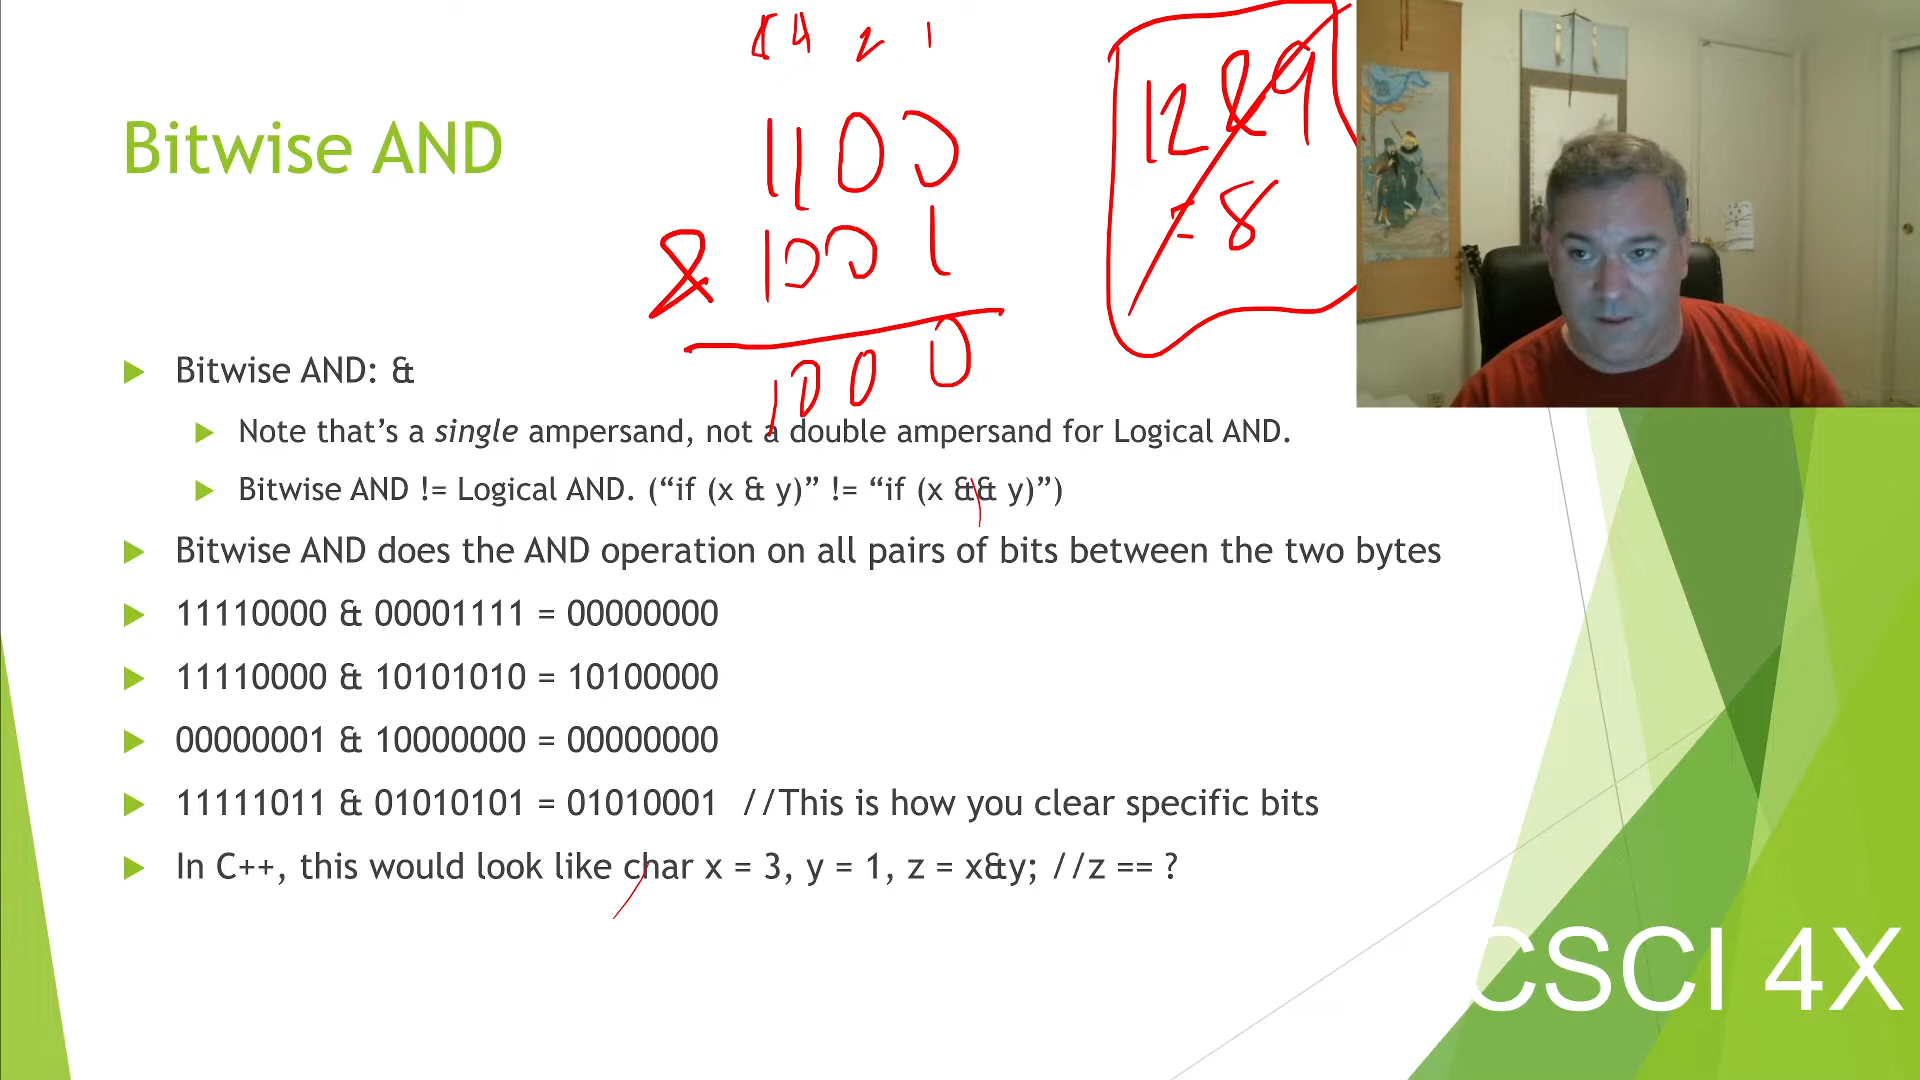 8 4 2 1
1100
& 1001
1000
12 & 9
= 8
Bitwise AND
Bitwise AND: &
Note that’s a single ampersand, not a double ampersand for Logical AND.
Bitwise AND != Logical AND. (“if (x & y)” != “if (x && y)”)
Bitwise AND does the AND operation on all pairs of bits between the two bytes
11110000 & 00001111 = 00000000
11110000 & 10101010 = 10100000
00000001 & 10000000 = 00000000
11111011 & 01010101 = 01010001 //This is how you clear specific bits
In C++, this would look like char x = 3, y = 1, z = x&y; //z == ?
CSCI 4X